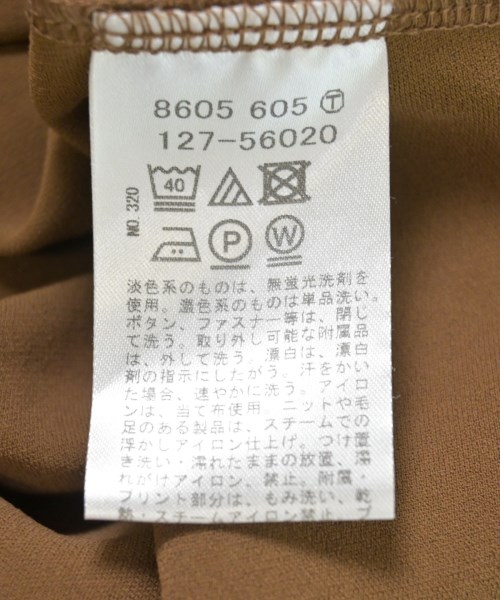 8605 605 Ⓣ
127-56020
NO.320
40
P
W
淡色系のものは、無蛍光洗剤を
使用。濃色系のものは単品洗い。
ボタン、ファスナー等は、閉じ
て洗う。取り外し可能な附属品
は、外して洗う。漂白は、漂白
剤の指示にしたがう。汗をかい
た場合、速やかに洗う。アイロ
ンは、当て布使用。ニットや毛
足のある製品は、スチームでの
浮かしアイロン仕上げ。つけ置
き洗い・濡れたままの放置、濡
れがけアイロン、禁止。附属・
プリント部分は、もみ洗い、乾
熱・スチームアイロン禁止。プ